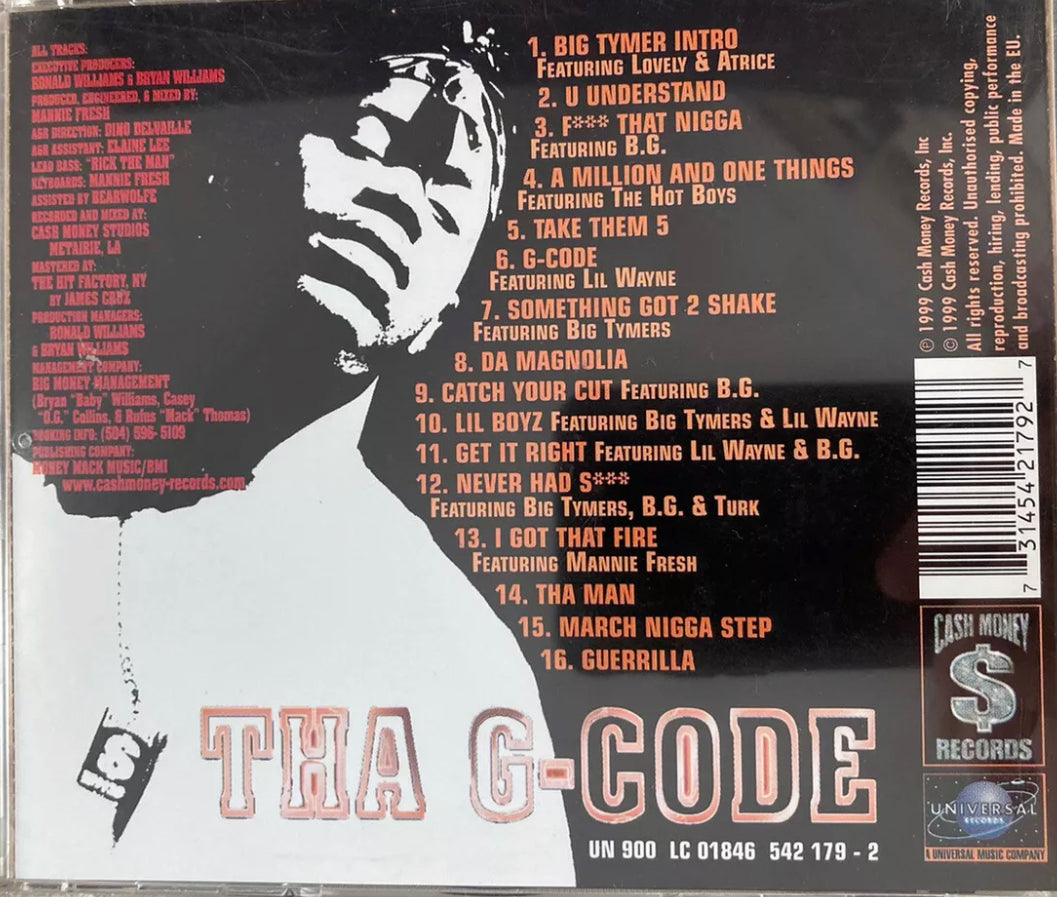 ALL TRACKS:
EXECUTIVE PRODUCERS:
RONALD WILLIAMS & BRYAN WILLIAMS
PRODUCED, ENGINEERED, & MIXED BY:
MANNIE FRESH
A&R DIRECTION: DINO DELVAILLE
A&R ASSISTANT: ELAINE LEE
LEAD BASS: "RICK THE MAN"
KEYBOARDS: MANNIE FRESH
ASSISTED BY BEARWOLFE
RECORDED AND MIXED AT:
CASH MONEY STUDIOS
METAIRIE, LA
MASTERED AT:
THE HIT FACTORY, NY
BY JAMES CRUZ
PRODUCTION MANAGERS:
RONALD WILLIAMS
& BRYAN WILLIAMS
MANAGEMENT COMPANY:
BIG MONEY MANAGEMENT
(Bryan "Baby" Williams, Casey
"O.G." Collins, & Rufus "Mack" Thomas)
BOOKING INFO: (504) 596-5109
PUBLISHING COMPANY:
MONEY MACK MUSIC/BMI
www.cashmoney-records.com
1. BIG TYMER INTRO
FEATURING LOVELY & ATRICE
2. U UNDERSTAND
3. F*** THAT NIGGA
FEATURING B.G.
4. A MILLION AND ONE THINGS
FEATURING THE HOT BOYS
5. TAKE THEM 5
6. G-CODE
FEATURING LIL WAYNE
7. SOMETHING GOT 2 SHAKE
FEATURING BIG TYMERS
8. DA MAGNOLIA
9. CATCH YOUR CUT FEATURING B.G.
10. LIL BOYZ FEATURING BIG TYMERS & LIL WAYNE
11. GET IT RIGHT FEATURING LIL WAYNE & B.G.
12. NEVER HAD S***
FEATURING BIG TYMERS, B.G. & TURK
13. I GOT THAT FIRE
FEATURING MANNIE FRESH
14. THA MAN
15. MARCH NIGGA STEP
16. GUERRILLA
THA G-CODE
UN 900 LC 01846 542 179 - 2
℗ 1999 Cash Money Records, Inc
© 1999 Cash Money Records, Inc.
All rights reserved. Unauthorised copying,
reproduction, hiring, lending, public performance
and broadcasting prohibited. Made in the EU.
7 31454 21792 7
CASH MONEY
$
RECORDS
UNIVERSAL
RECORDS
A UNIVERSAL MUSIC COMPANY